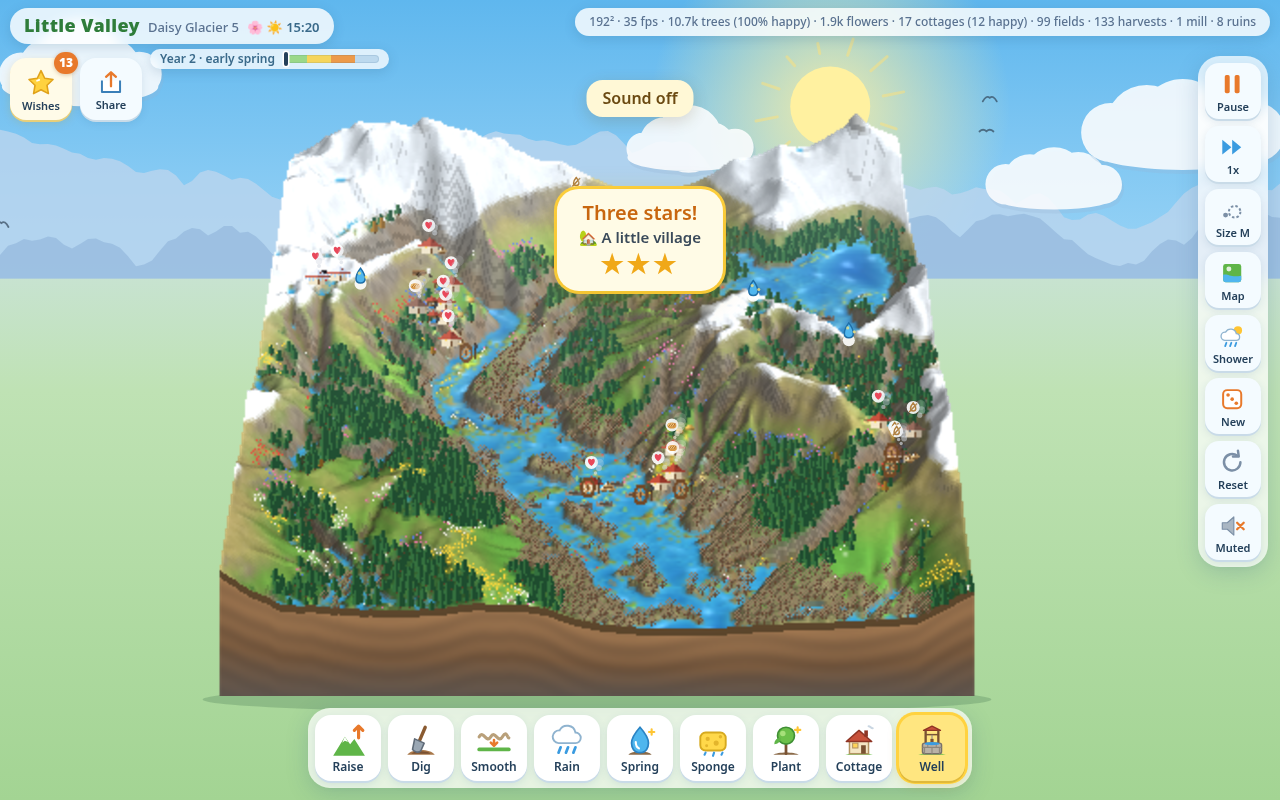 Little Valley Daisy Glacier 5 15:20
192² · 35 fps · 10.7k trees (100% happy) · 1.9k flowers · 17 cottages (12 happy) · 99 fields · 133 harvests · 1 mill · 8 ruins
Year 2 · early spring
13
Wishes
Share
Sound off
Three stars!
A little village
Pause
1x
Size M
Map
Shower
New
Reset
Muted
Raise
Dig
Smooth
Rain
Spring
Sponge
Plant
Cottage
Well